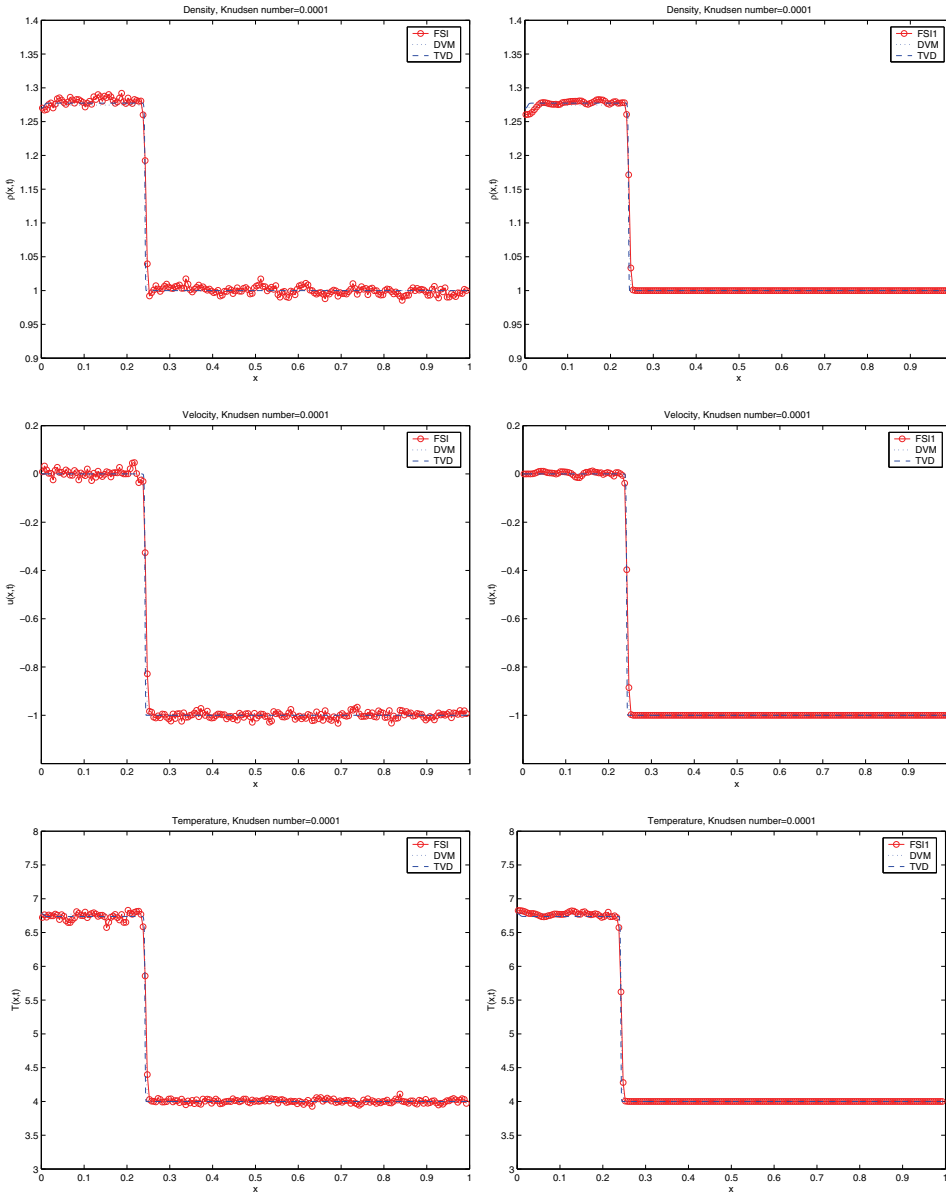 Density, Knudsen number=0.0001
1.4
1.35
1.3
1.25
1.2
1.15
1.1
1.05
1
0.95
0.9
ρ(x,t)
FSI
DVM
TVD
0 0.1 0.2 0.3 0.4 0.5 0.6 0.7 0.8 0.9 1
x
Density, Knudsen number=0.0001
1.4
1.35
1.3
1.25
1.2
1.15
1.1
1.05
1
0.95
0.9
ρ(x,t)
FSI1
DVM
TVD
0 0.1 0.2 0.3 0.4 0.5 0.6 0.7 0.8 0.9
x
Velocity, Knudsen number=0.0001
0.2
0
−0.2
−0.4
−0.6
−0.8
−1
u(x,t)
FSI
DVM
TVD
0 0.1 0.2 0.3 0.4 0.5 0.6 0.7 0.8 0.9 1
x
Velocity, Knudsen number=0.0001
0.2
0
−0.2
−0.4
−0.6
−0.8
−1
u(x,t)
FSI1
DVM
TVD
0 0.1 0.2 0.3 0.4 0.5 0.6 0.7 0.8 0.9
x
Temperature, Knudsen number=0.0001
8
7.5
7
6.5
6
5.5
5
4.5
4
3.5
3
T(x,t)
FSI
DVM
TVD
0 0.1 0.2 0.3 0.4 0.5 0.6 0.7 0.8 0.9 1
x
Temperature, Knudsen number=0.0001
8
7.5
7
6.5
6
5.5
5
4.5
4
3.5
3
T(x,t)
FSI1
DVM
TVD
0 0.1 0.2 0.3 0.4 0.5 0.6 0.7 0.8 0.9 1
x